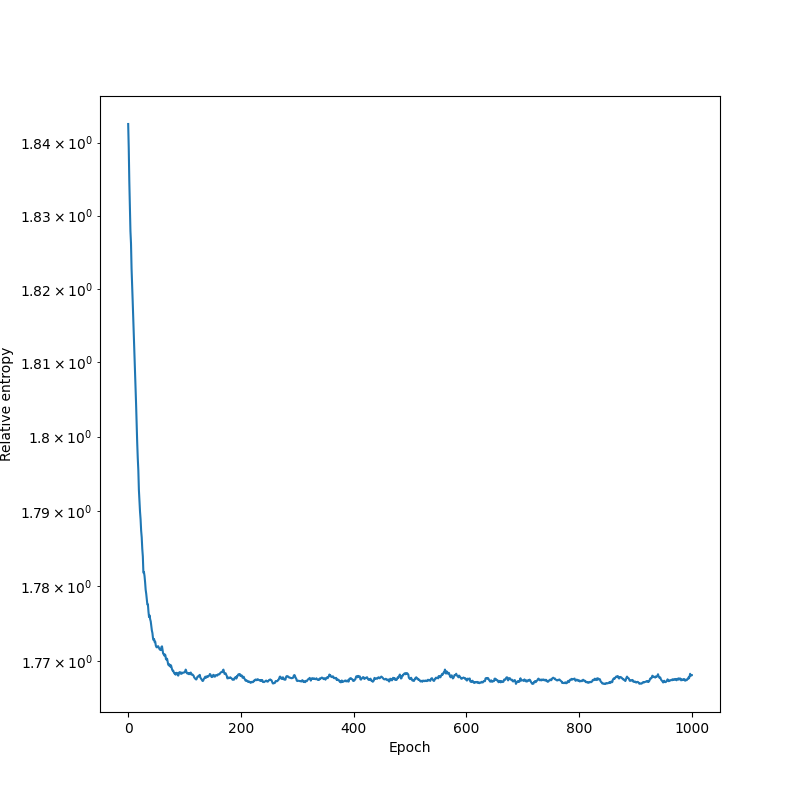 1.84 × 10⁰
1.83 × 10⁰
1.82 × 10⁰
1.81 × 10⁰
1.8 × 10⁰
1.79 × 10⁰
1.78 × 10⁰
1.77 × 10⁰
Relative entropy
0 200 400 600 800 1000
Epoch